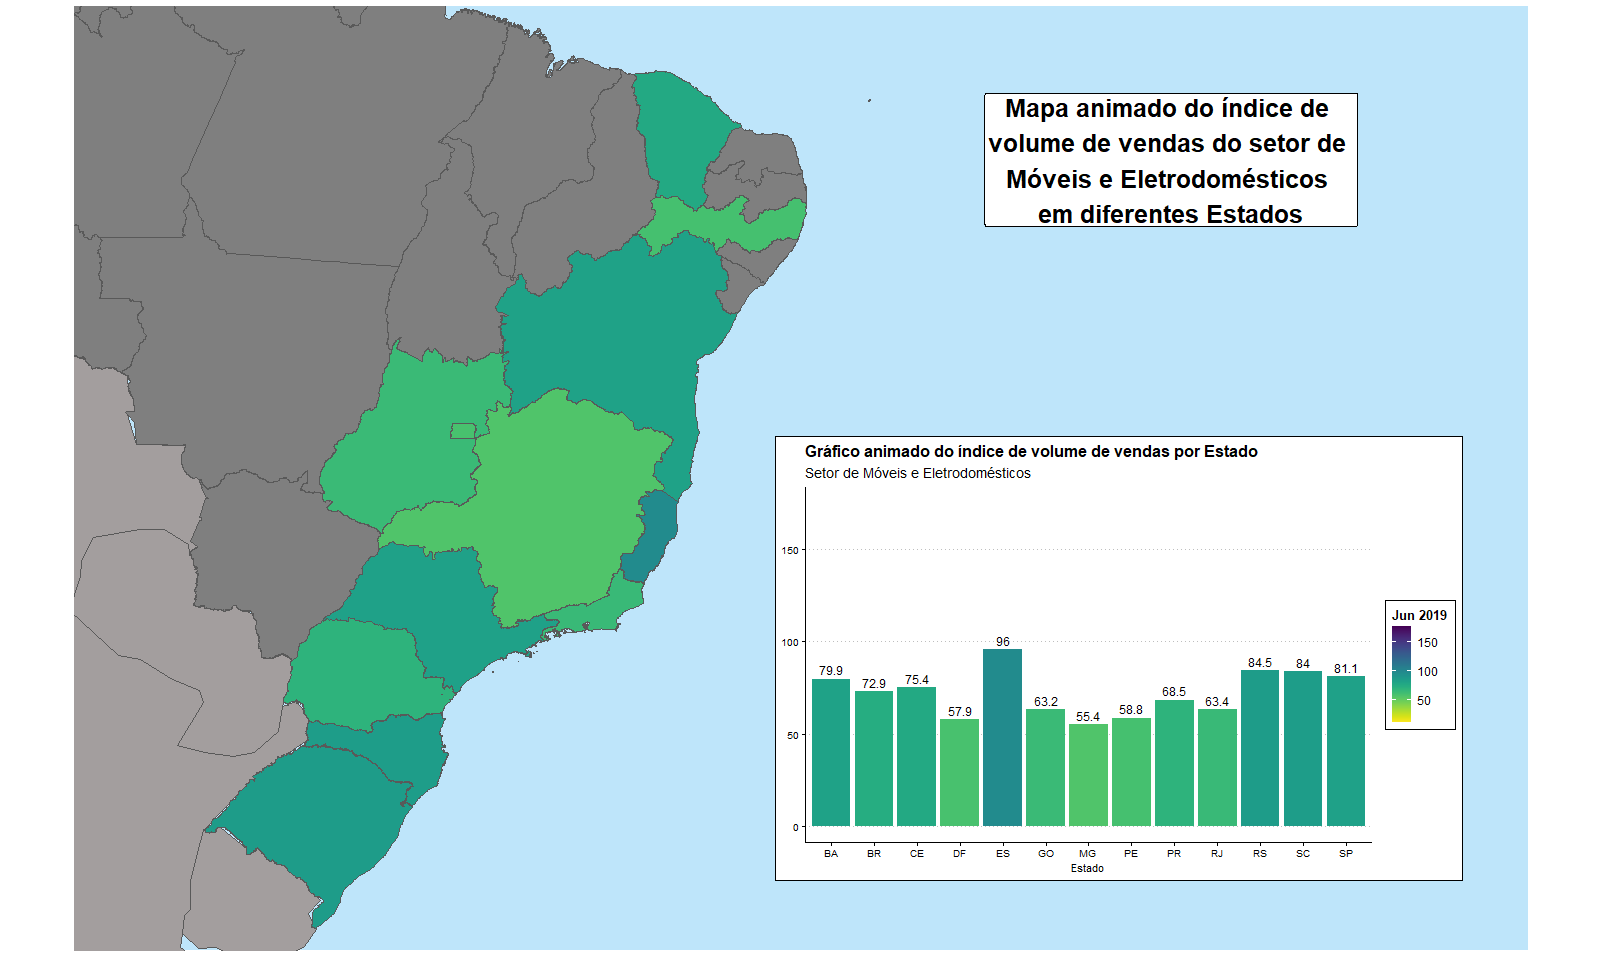 Mapa animado do índice de
volume de vendas do setor de
Móveis e Eletrodomésticos
em diferentes Estados
Gráfico animado do índice de volume de vendas por Estado
Setor de Móveis e Eletrodomésticos
150
100
50
0
79.9 72.9 75.4 57.9 96 63.2 55.4 58.8 68.5 63.4 84.5 84 81.1
BA BR CE DF ES GO MG PE PR RJ RS SC SP
Estado
Jun 2019
150
100
50